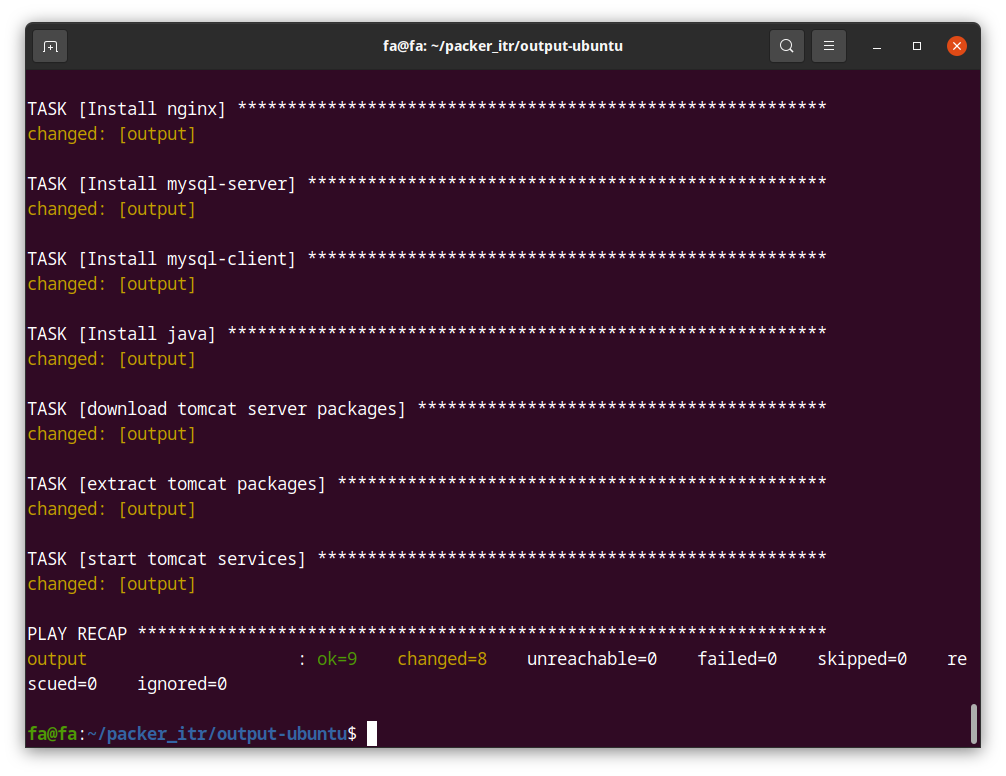 fa@fa: ~/packer_itr/output-ubuntu
TASK [Install nginx] ***********************************************************
changed: [output]
TASK [Install mysql-server] ****************************************************
changed: [output]
TASK [Install mysql-client] ****************************************************
changed: [output]
TASK [Install java] ************************************************************
changed: [output]
TASK [download tomcat server packages] *****************************************
changed: [output]
TASK [extract tomcat packages] *************************************************
changed: [output]
TASK [start tomcat services] ***************************************************
changed: [output]
PLAY RECAP *********************************************************************
output                     : ok=9    changed=8    unreachable=0    failed=0    skipped=0    re
scued=0    ignored=0
fa@fa:~/packer_itr/output-ubuntu$